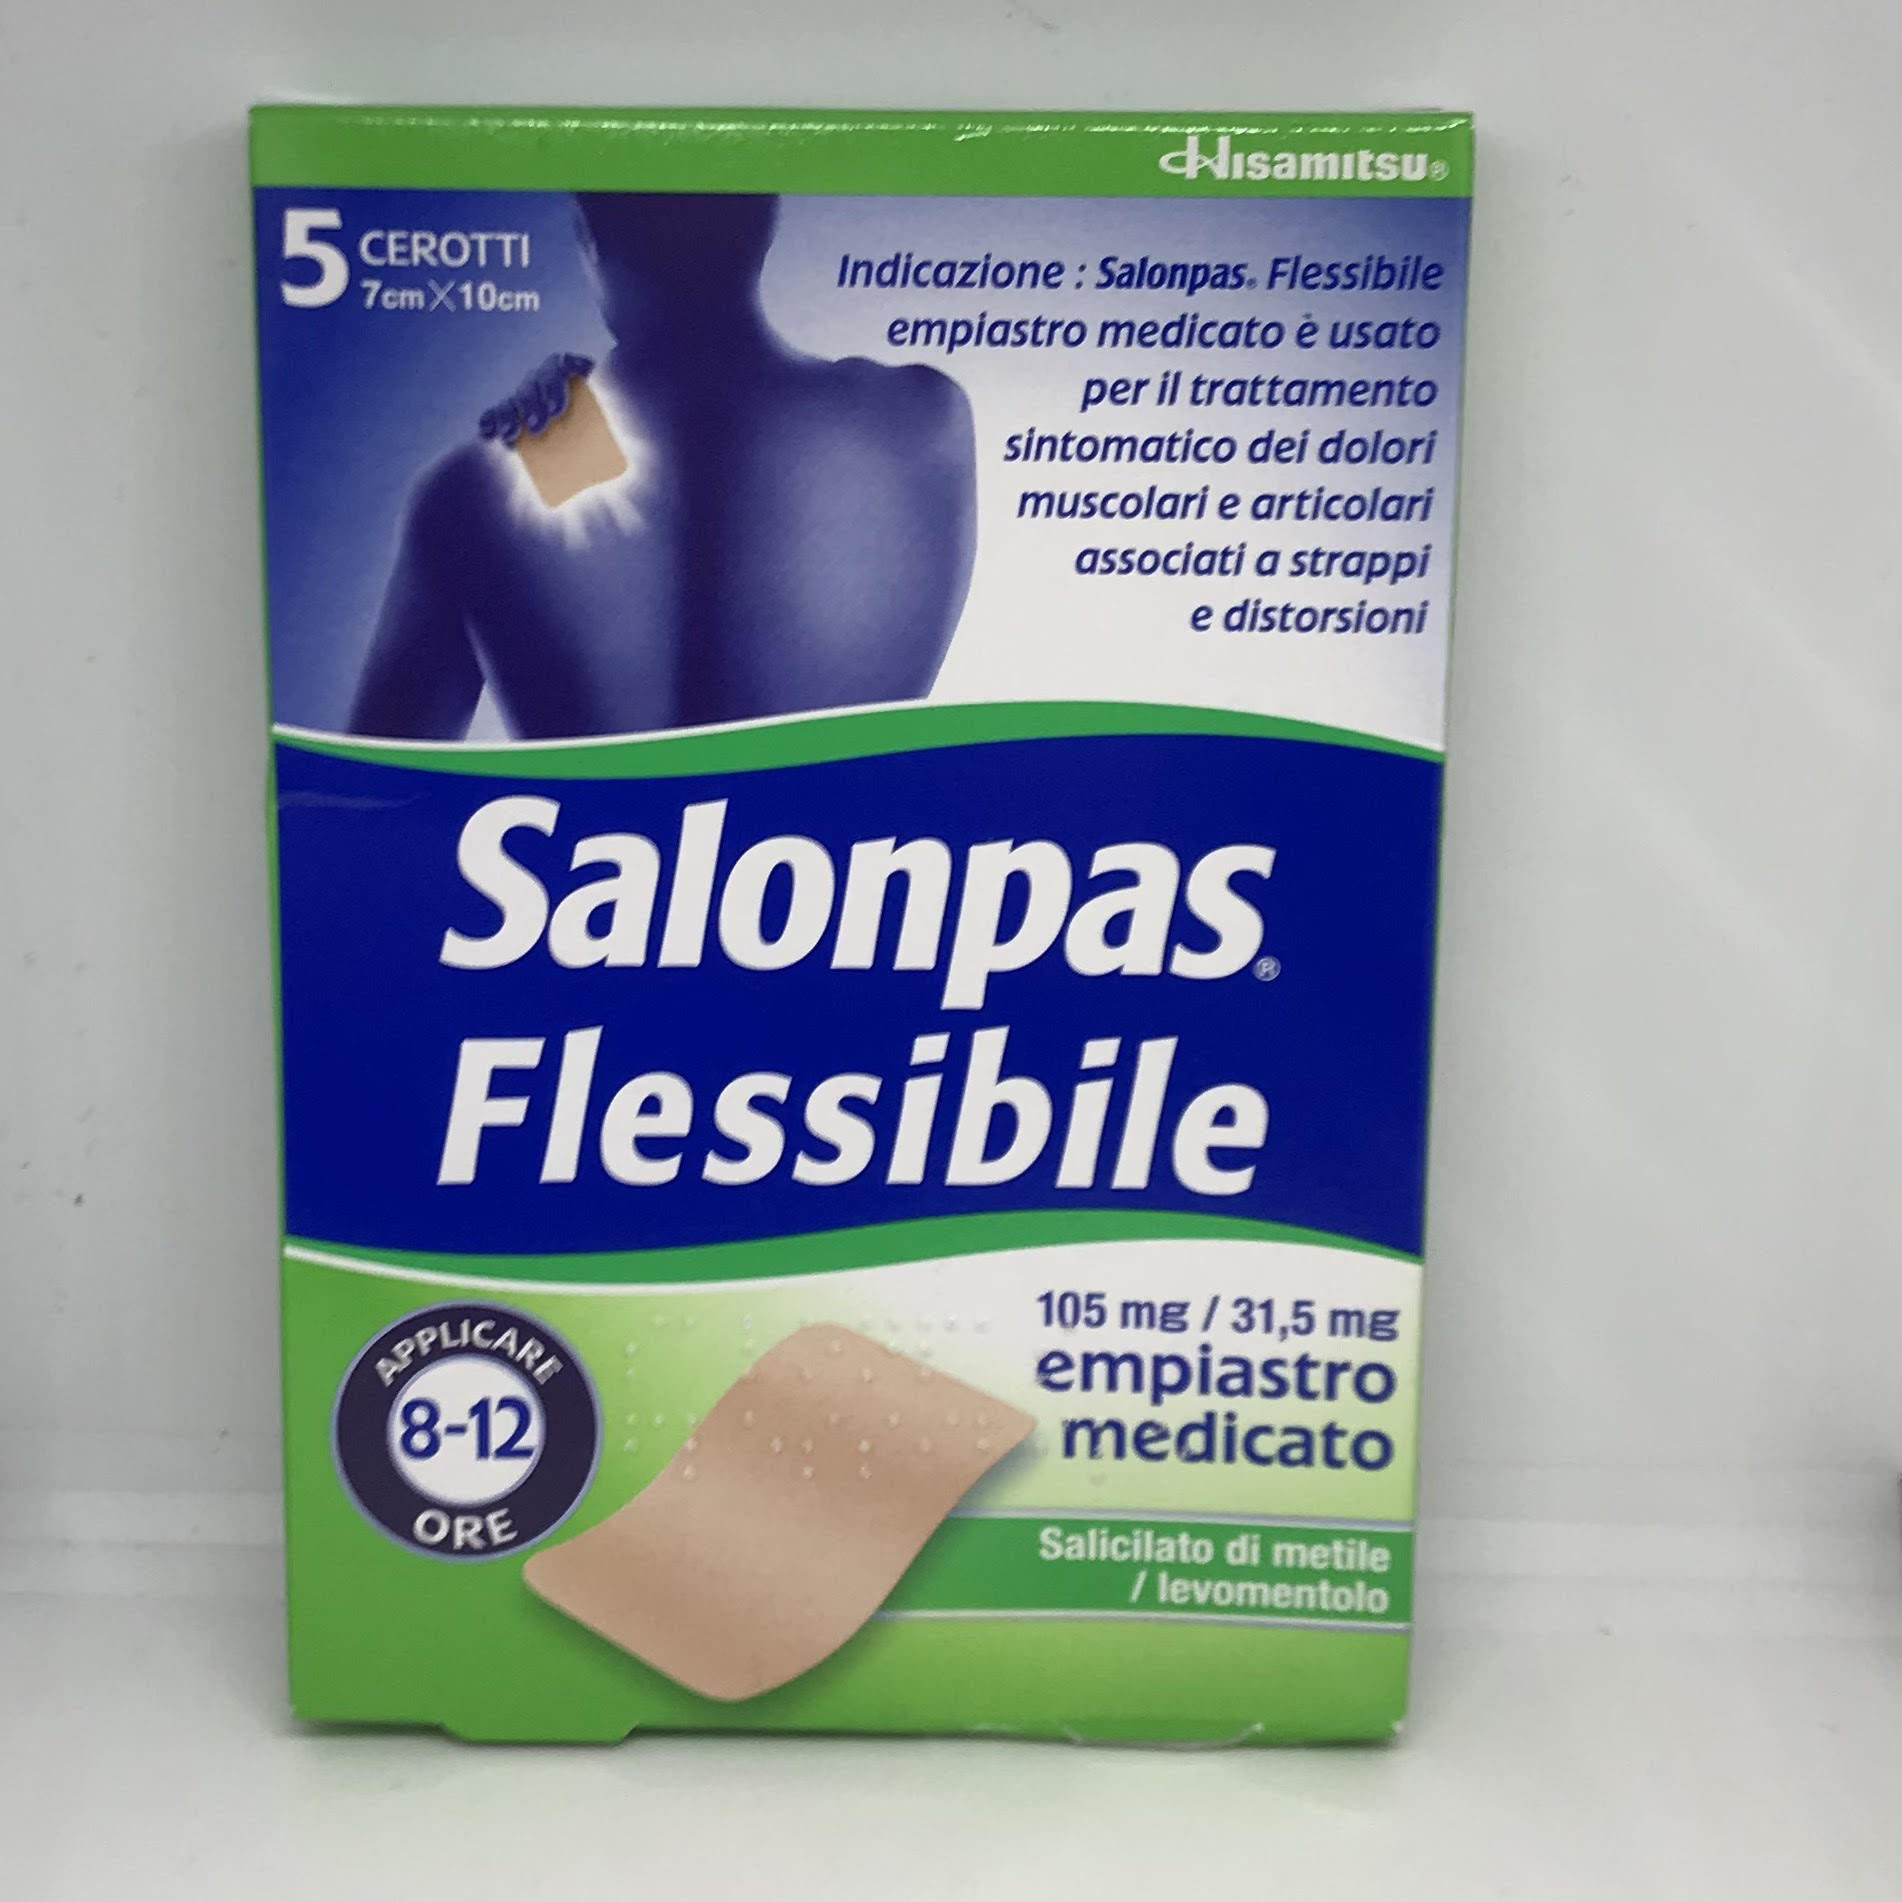 Hisamitsu®
5 CEROTTI
7cm X 10cm
Indicazione : Salonpas® Flessibile
empiastro medicato è usato
per il trattamento
sintomatico dei dolori
muscolari e articolari
associati a strappi
e distorsioni
Salonpas®
Flessibile
APPLICARE
8-12
ORE
105 mg / 31,5 mg
empiastro
medicato
Salicilato di metile
/ levomentolo